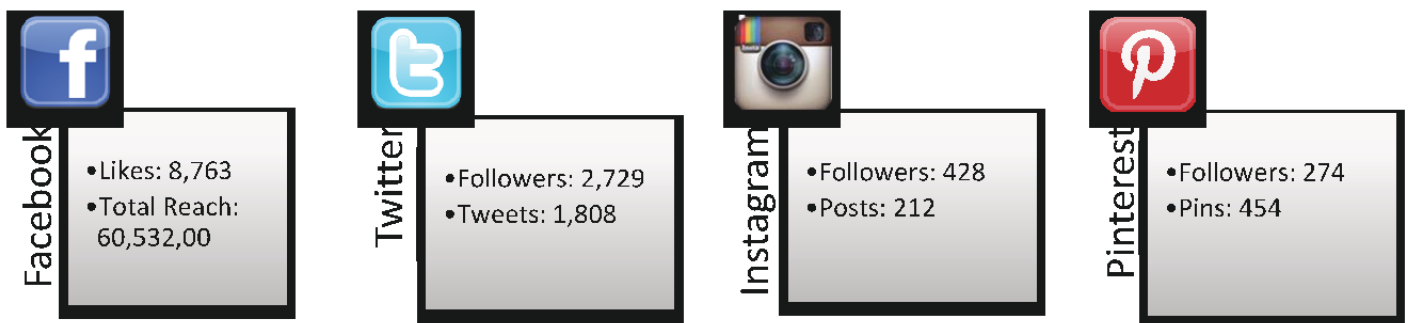 Facebook
•Likes: 8,763
•Total Reach:
60,532,00
Twitter
•Followers: 2,729
•Tweets: 1,808
Instagram
•Followers: 428
•Posts: 212
Pinterest
•Followers: 274
•Pins: 454